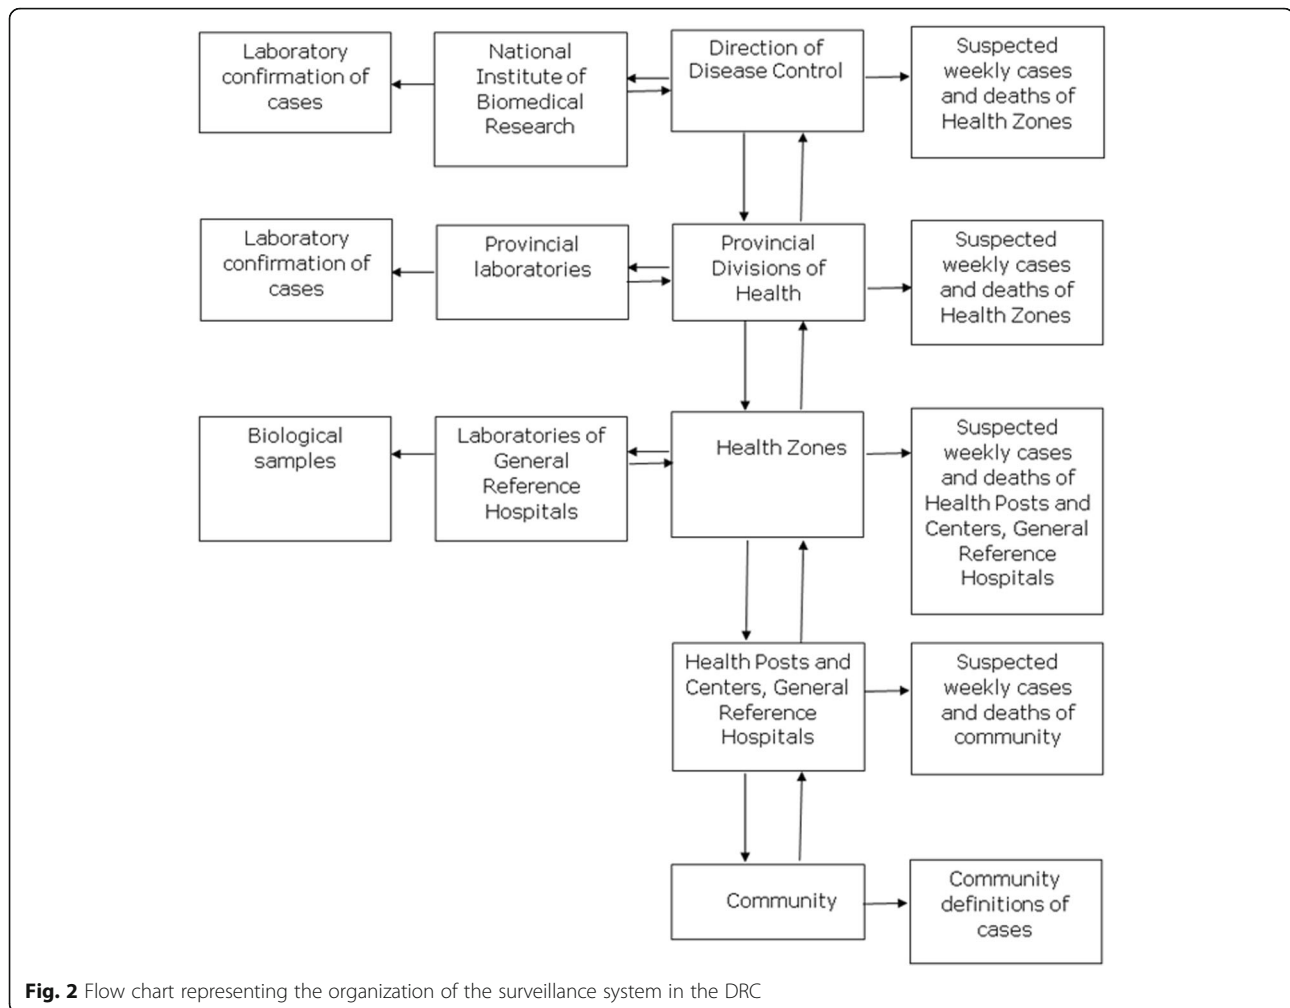 Laboratory
confirmation of
cases
National
Institute of
Biomedical
Research
Direction of
Disease Control
Suspected
weekly cases
and deaths of
Health Zones
Laboratory
confirmation of
cases
Provincial
laboratories
Provincial
Divisions of
Health
Suspected
weekly cases
and deaths of
Health Zones
Biological
samples
Laboratories of
General
Reference
Hospitals
Health Zones
Suspected
weekly cases
and deaths of
Health Posts and
Centers, General
Reference
Hospitals
Health Posts and
Centers, General
Reference
Hospitals
Suspected
weekly cases
and deaths of
community
Community
Community
definitions of
cases
Fig. 2 Flow chart representing the organization of the surveillance system in the DRC